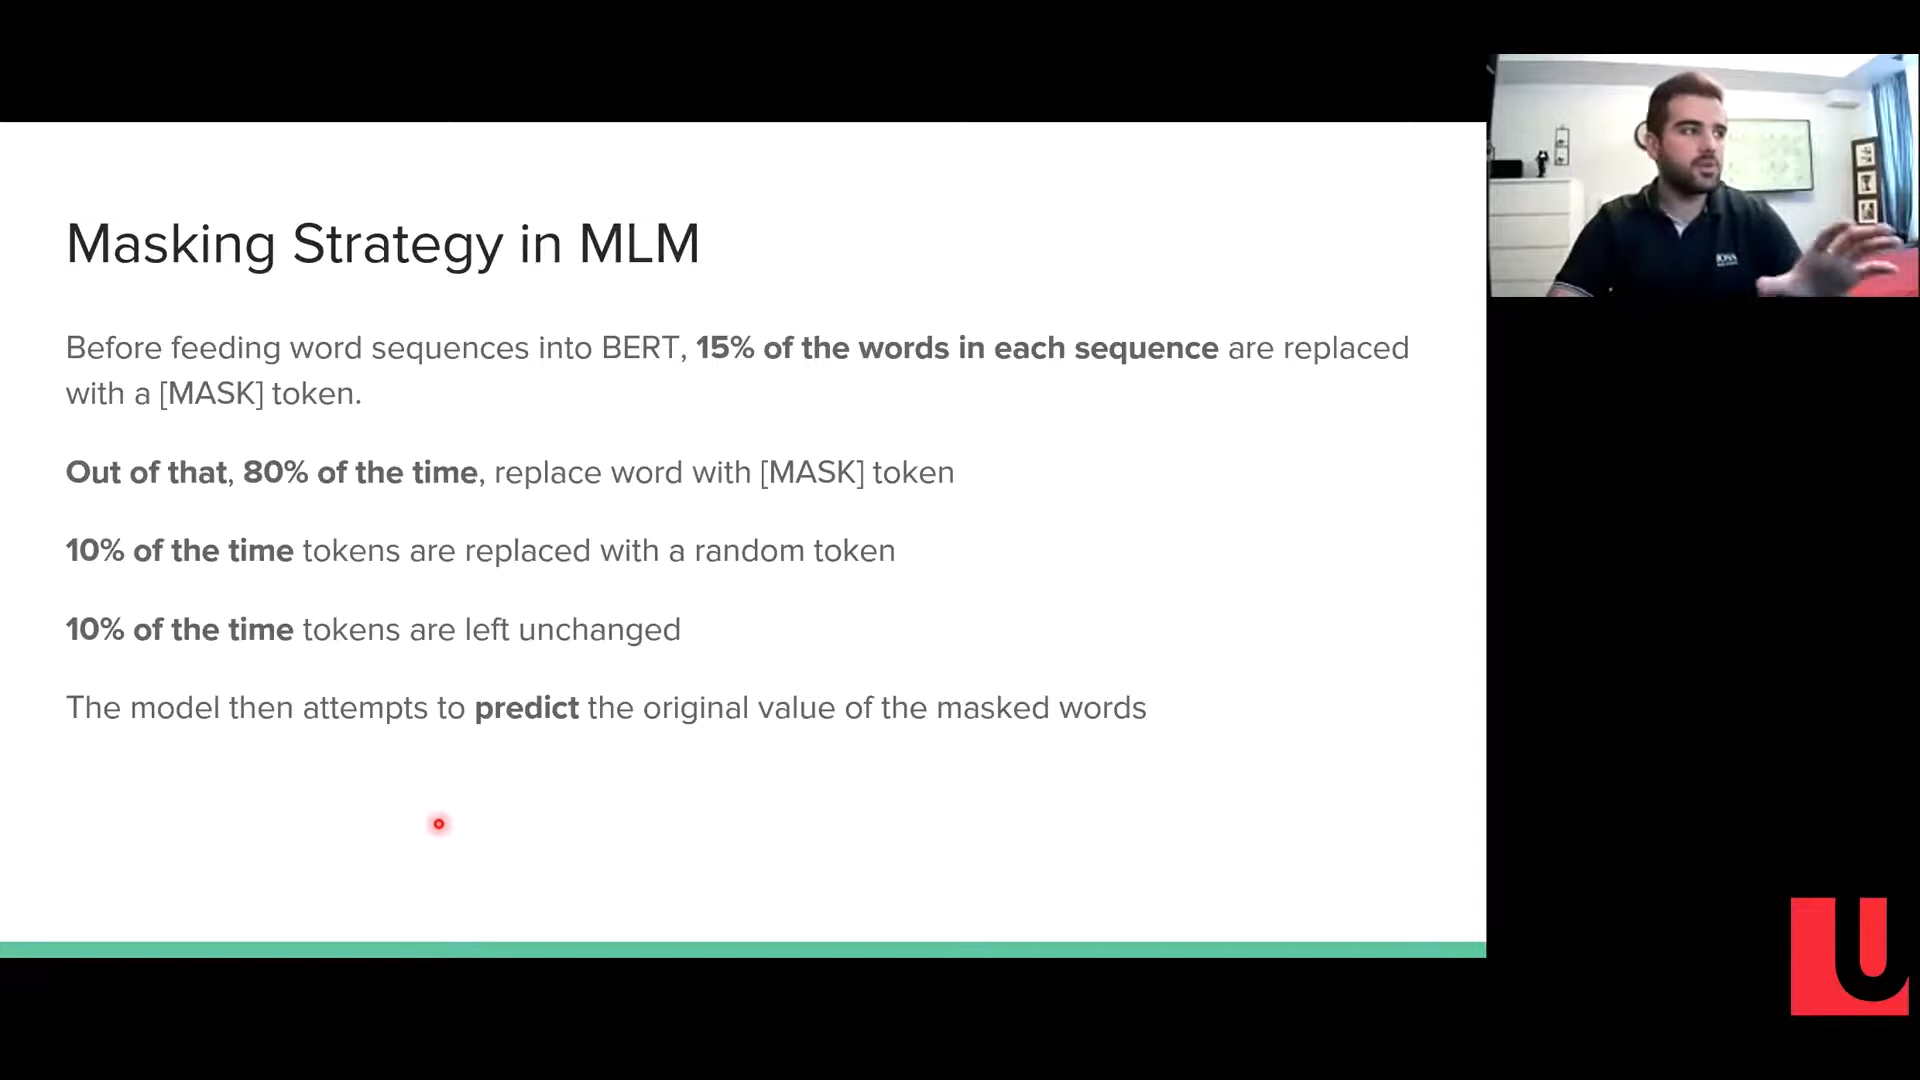 Masking Strategy in MLM
Before feeding word sequences into BERT, 15% of the words in each sequence are replaced
with a [MASK] token.
Out of that, 80% of the time, replace word with [MASK] token
10% of the time tokens are replaced with a random token
10% of the time tokens are left unchanged
The model then attempts to predict the original value of the masked words
U